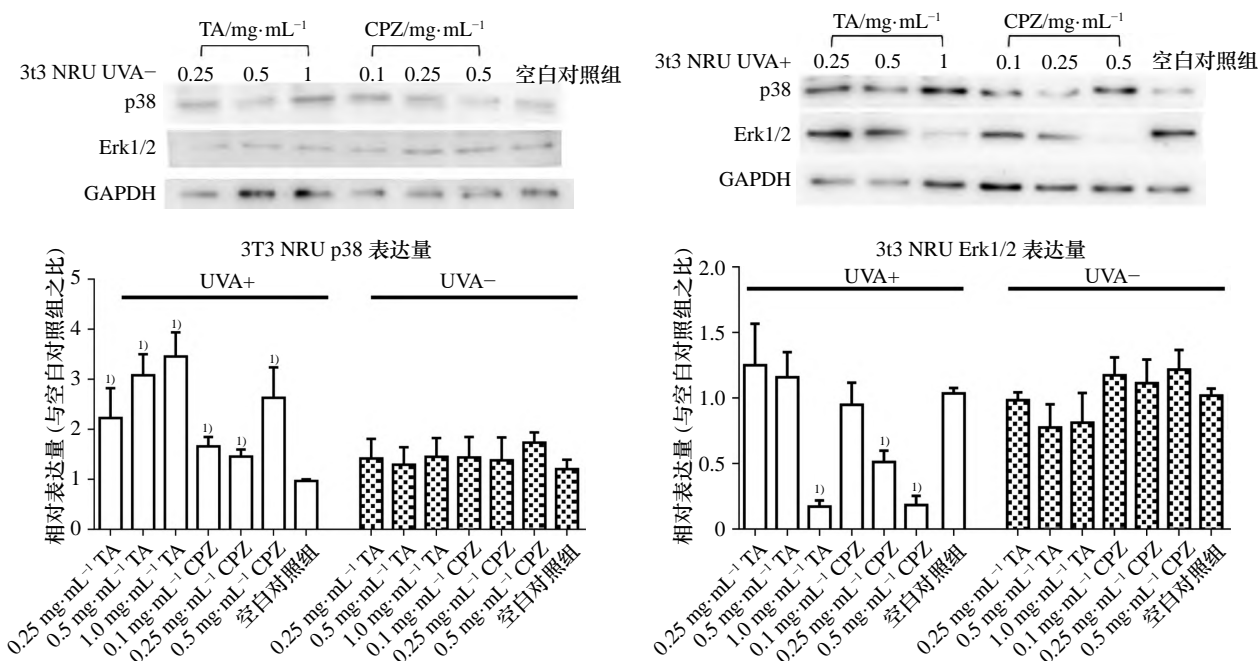 TA/mg·mL⁻¹ CPZ/mg·mL⁻¹
3t3 NRU UVA− 0.25 0.5 1 0.1 0.25 0.5 空白对照组
p38
Erk1/2
GAPDH
TA/mg·mL⁻¹ CPZ/mg·mL⁻¹
3t3 NRU UVA+ 0.25 0.5 1 0.1 0.25 0.5 空白对照组
p38
Erk1/2
GAPDH
3T3 NRU p38 表达量
相对表达量 (与空白对照组之比)
5
4
3
2
1
0
UVA+ UVA−
1) 1) 1) 1) 1) 1)
0.25 mg·mL⁻¹ TA
0.5 mg·mL⁻¹ TA
1.0 mg·mL⁻¹ TA
0.1 mg·mL⁻¹ CPZ
0.25 mg·mL⁻¹ CPZ
0.5 mg·mL⁻¹ CPZ
空白对照组
0.25 mg·mL⁻¹ TA
0.5 mg·mL⁻¹ TA
1.0 mg·mL⁻¹ TA
0.1 mg·mL⁻¹ CPZ
0.25 mg·mL⁻¹ CPZ
0.5 mg·mL⁻¹ CPZ
空白对照组
3t3 NRU Erk1/2 表达量
相对表达量 (与空白对照组之比)
2.0
1.5
1.0
0.5
0
UVA+ UVA−
1) 1) 1)
0.25 mg·mL⁻¹ TA
0.5 mg·mL⁻¹ TA
1.0 mg·mL⁻¹ TA
0.1 mg·mL⁻¹ CPZ
0.25 mg·mL⁻¹ CPZ
0.5 mg·mL⁻¹ CPZ
空白对照组
0.25 mg·mL⁻¹ TA
0.5 mg·mL⁻¹ TA
1.0 mg·mL⁻¹ TA
0.1 mg·mL⁻¹ CPZ
0.25 mg·mL⁻¹ CPZ
0.5 mg·mL⁻¹ CPZ
空白对照组